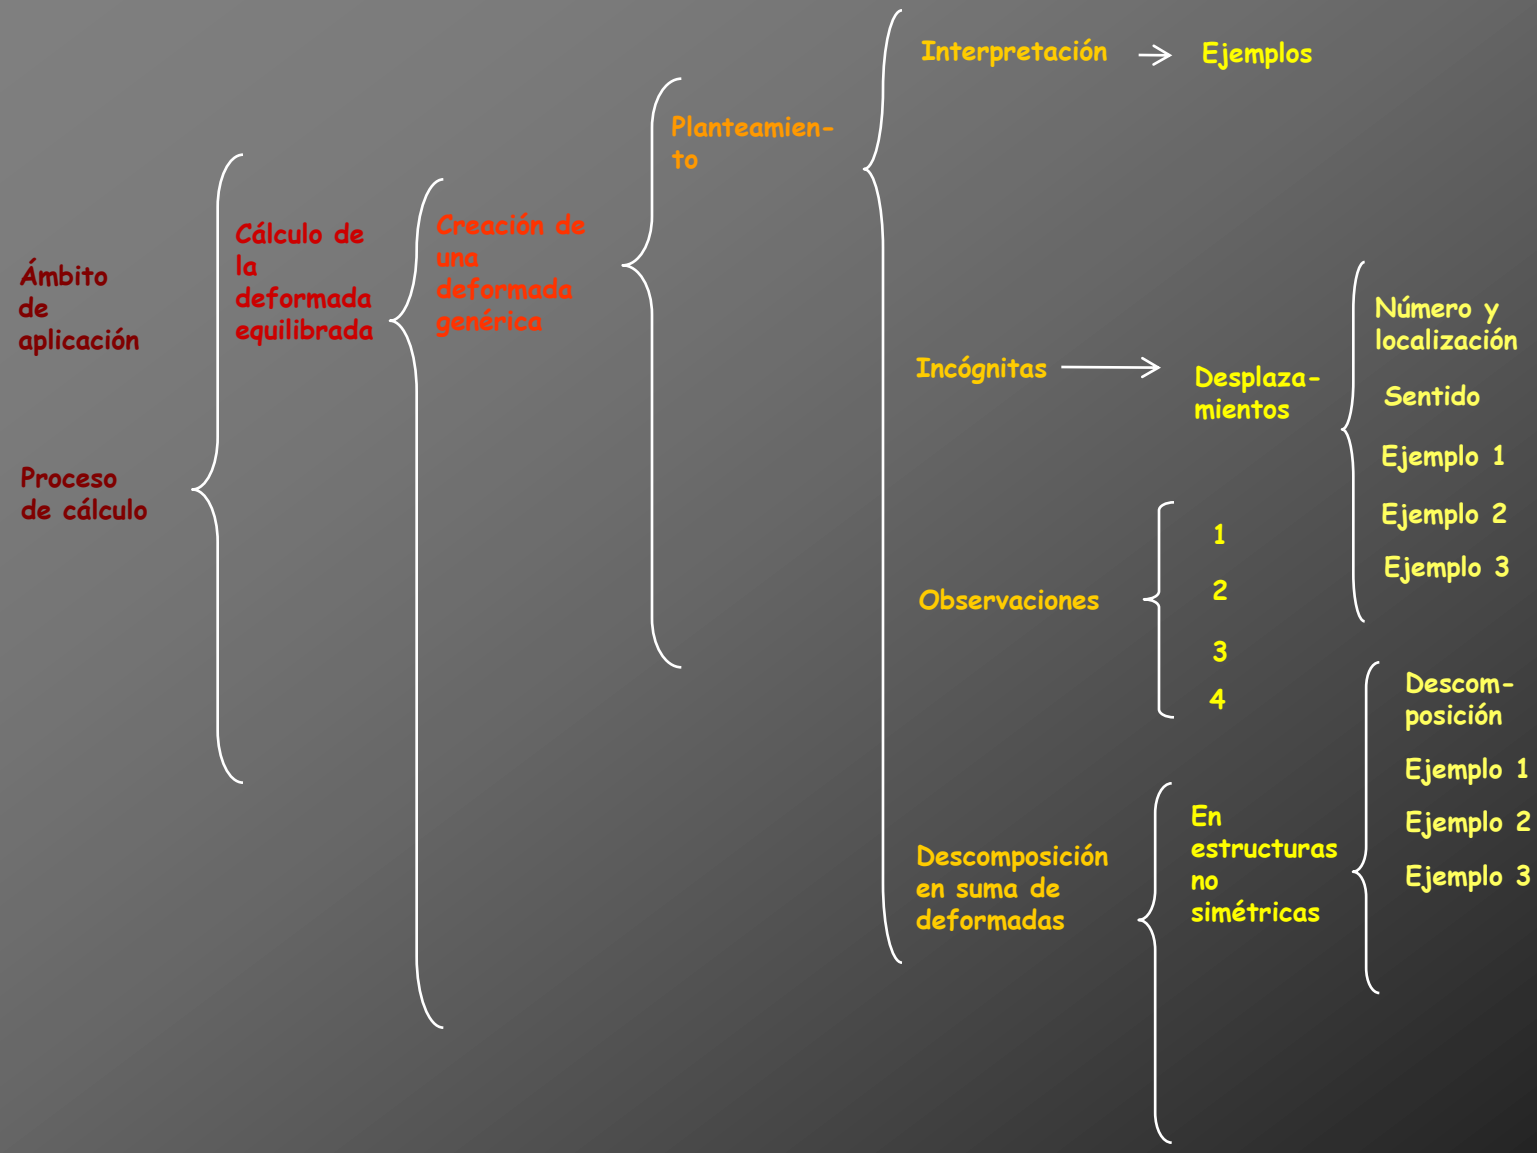 Ámbito
de
aplicación
Proceso
de cálculo
Cálculo de
la
deformada
equilibrada
Creación de
una
deformada
genérica
Planteamien-
to
Interpretación
Ejemplos
Incógnitas
Desplaza-
mientos
Número y
localización
Sentido
Ejemplo 1
Ejemplo 2
Ejemplo 3
Observaciones
1
2
3
4
Descomposición
en suma de
deformadas
En
estructuras
no
simétricas
Descom-
posición
Ejemplo 1
Ejemplo 2
Ejemplo 3